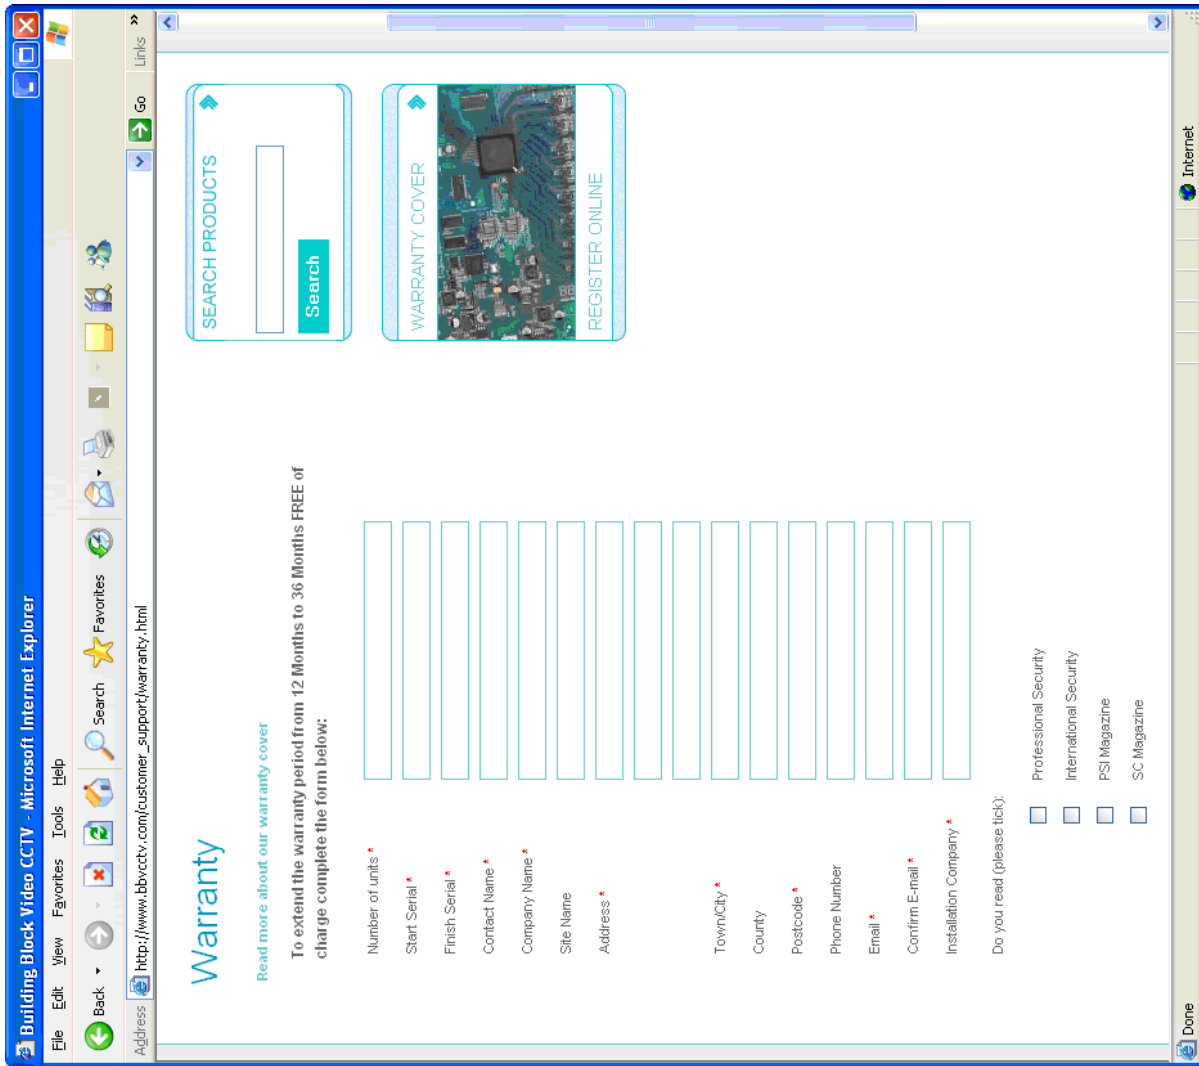 Building Block Video CCTV - Microsoft Internet Explorer
File Edit View Favorites Tools Help
Back Search Favorites
Address http://www.bbvcctv.com/customer_support/warranty.html Go Links
Warranty
Read more about our warranty cover
To extend the warranty period from 12 Months to 36 Months FREE of
charge complete the form below:
Number of units *
Start Serial *
Finish Serial *
Contact Name *
Company Name *
Site Name
Address *
Town/City *
County
Postcode *
Phone Number
Email *
Confirm E-mail *
Installation Company *
Do you read (please tick):
Professional Security
International Security
PSI Magazine
SC Magazine
SEARCH PRODUCTS
Search
WARRANTY COVER
REGISTER ONLINE
Done Internet